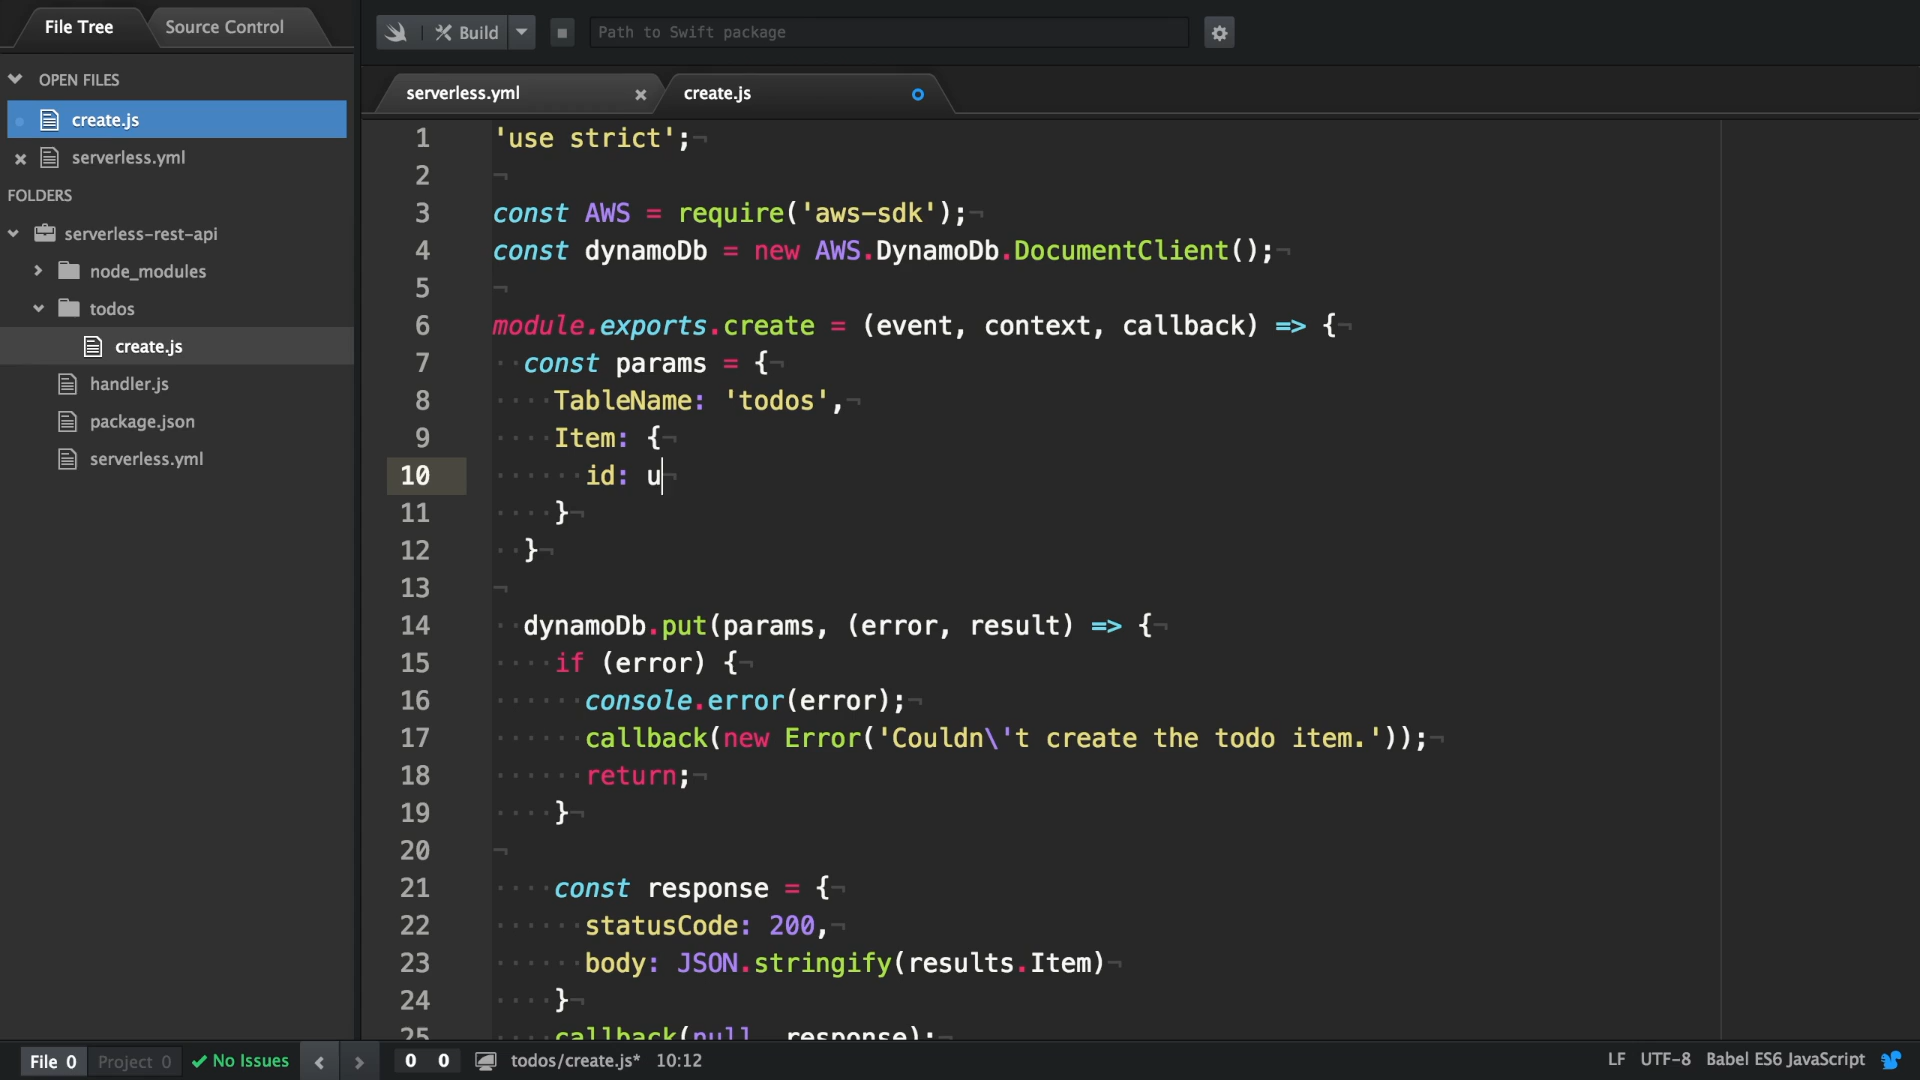 File Tree
Source Control
Build
Path to Swift package
OPEN FILES
create.js
serverless.yml
FOLDERS
serverless-rest-api
node_modules
todos
create.js
handler.js
package.json
serverless.yml
serverless.yml
create.js
1 'use strict';
2
3 const AWS = require('aws-sdk');
4 const dynamoDb = new AWS.DynamoDb.DocumentClient();
5
6 module.exports.create = (event, context, callback) => {
7 const params = {
8 TableName: 'todos',
9 Item: {
10 id: u
11 }
12 }
13
14 dynamoDb.put(params, (error, result) => {
15 if (error) {
16 console.error(error);
17 callback(new Error('Couldn\'t create the todo item.'));
18 return;
19 }
20
21 const response = {
22 statusCode: 200,
23 body: JSON.stringify(results.Item)
24 }
25 callback(null, response);
File 0 Project 0 No Issues 0 0 todos/create.js* 10:12 LF UTF-8 Babel ES6 JavaScript